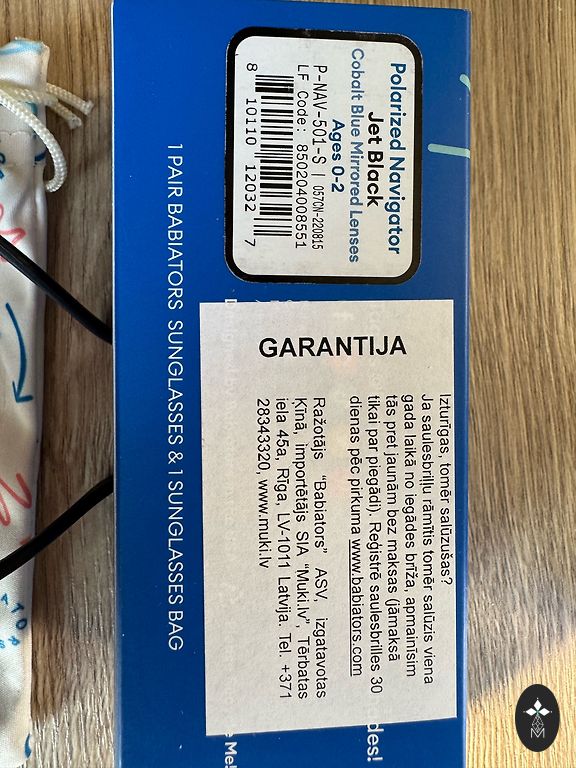 Polarized Navigator
Jet Black
Cobalt Blue Mirrored Lenses
Ages 0-2
P-NAV-501-S | 057CN-220815
LF Code: 850204008551
8 10110 12032 7
GARANTIJA
Izturīgas, tomēr salūzušas?
Ja saulesbriļļu rāmītis tomēr salūzis viena
gada laikā no iegādes brīža, apmainīsim
tās pret jaunām bez maksas (jāmaksā
tikai par piegādi). Reģistrē saulesbrilles 30
dienas pēc pirkuma www.babiators.com
Ražotājs "Babiators" ASV, izgatavotas
Ķīnā, importētājs SIA "Muki.lv", Tērbatas
iela 45a, Rīga, LV-1011 Latvija. Tel. +371
28343320, www.muki.lv
des!
e Me!
1 PAIR BABIATORS SUNGLASSES & 1 SUNGLASSES BAG
M